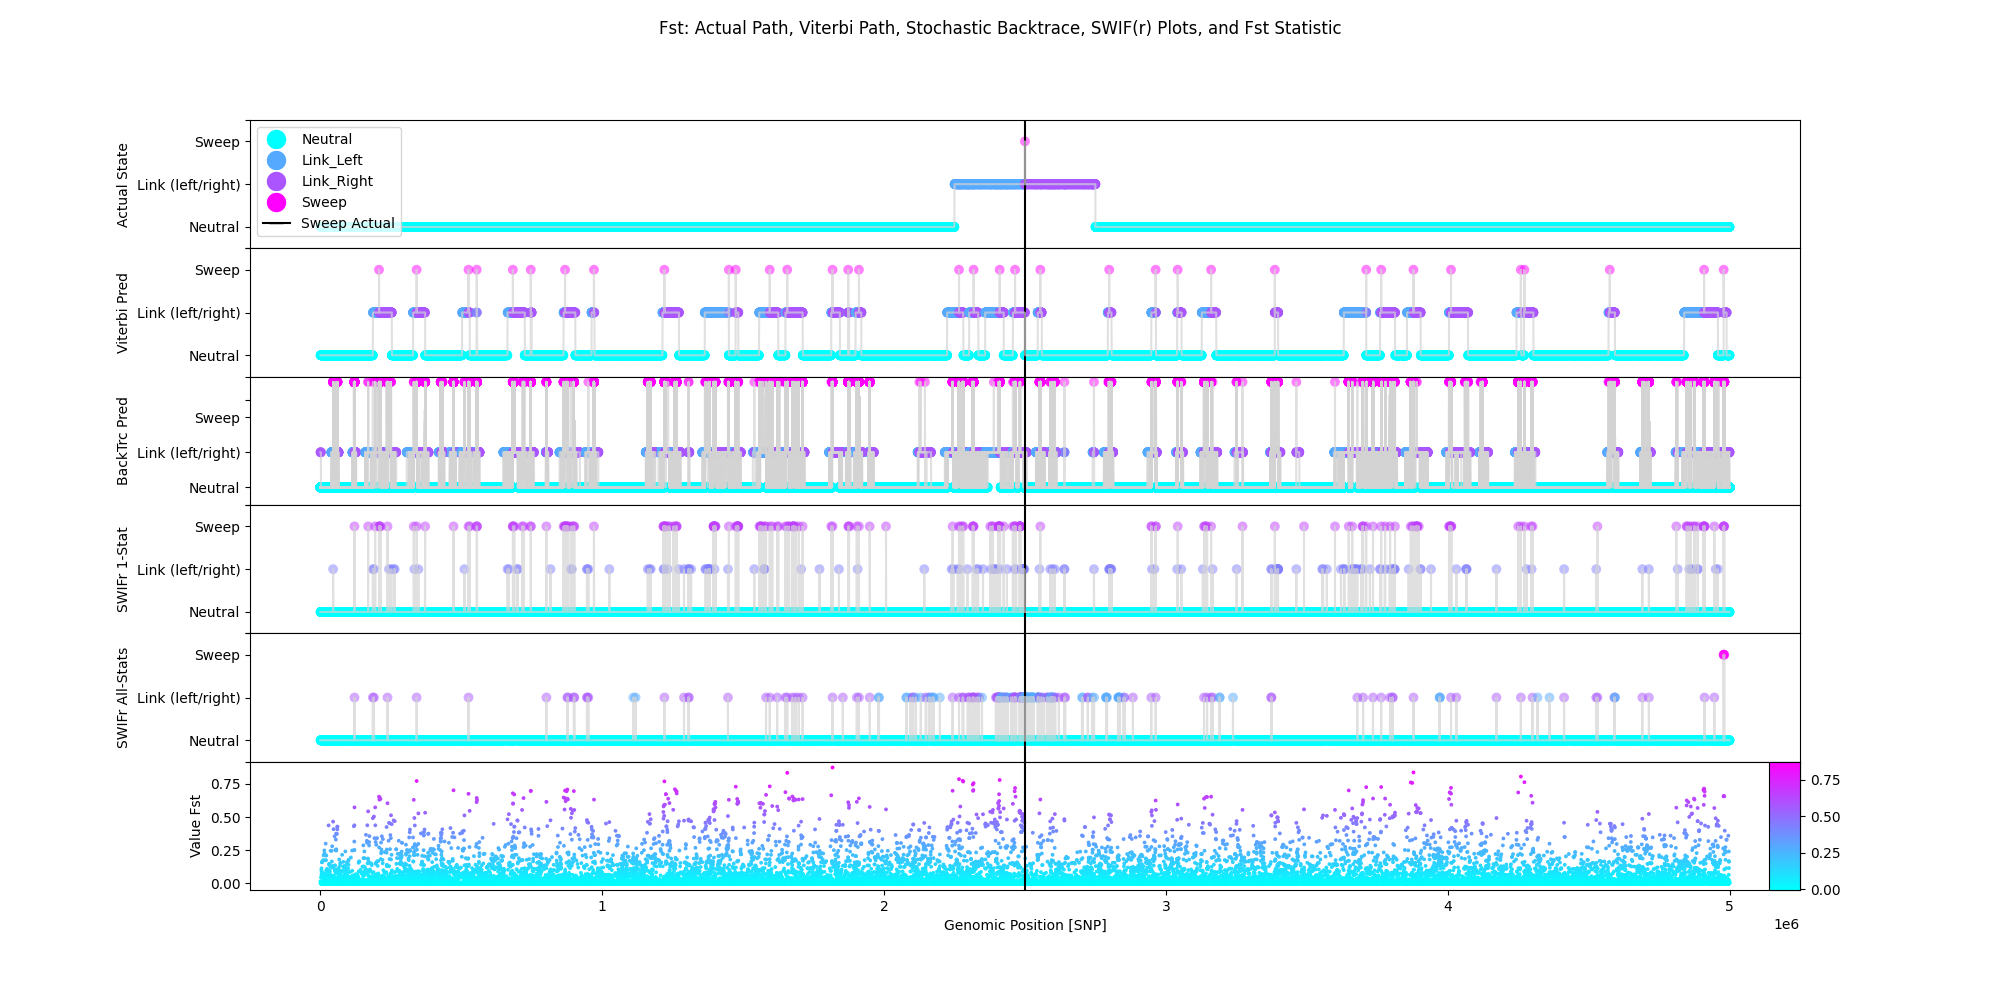 Fst: Actual Path, Viterbi Path, Stochastic Backtrace, SWIF(r) Plots, and Fst Statistic
Actual State
Sweep
Link (left/right)
Neutral
Neutral
Link_Left
Link_Right
Sweep
Sweep Actual
Viterbi Pred
Sweep
Link (left/right)
Neutral
BackTrc Pred
Sweep
Link (left/right)
Neutral
SWIFr 1-Stat
Sweep
Link (left/right)
Neutral
SWIFr All-Stats
Sweep
Link (left/right)
Neutral
Value Fst
0.75
0.50
0.25
0.00
0.75
0.50
0.25
0.00
0 1 2 3 4 5
Genomic Position [SNP]
1e6